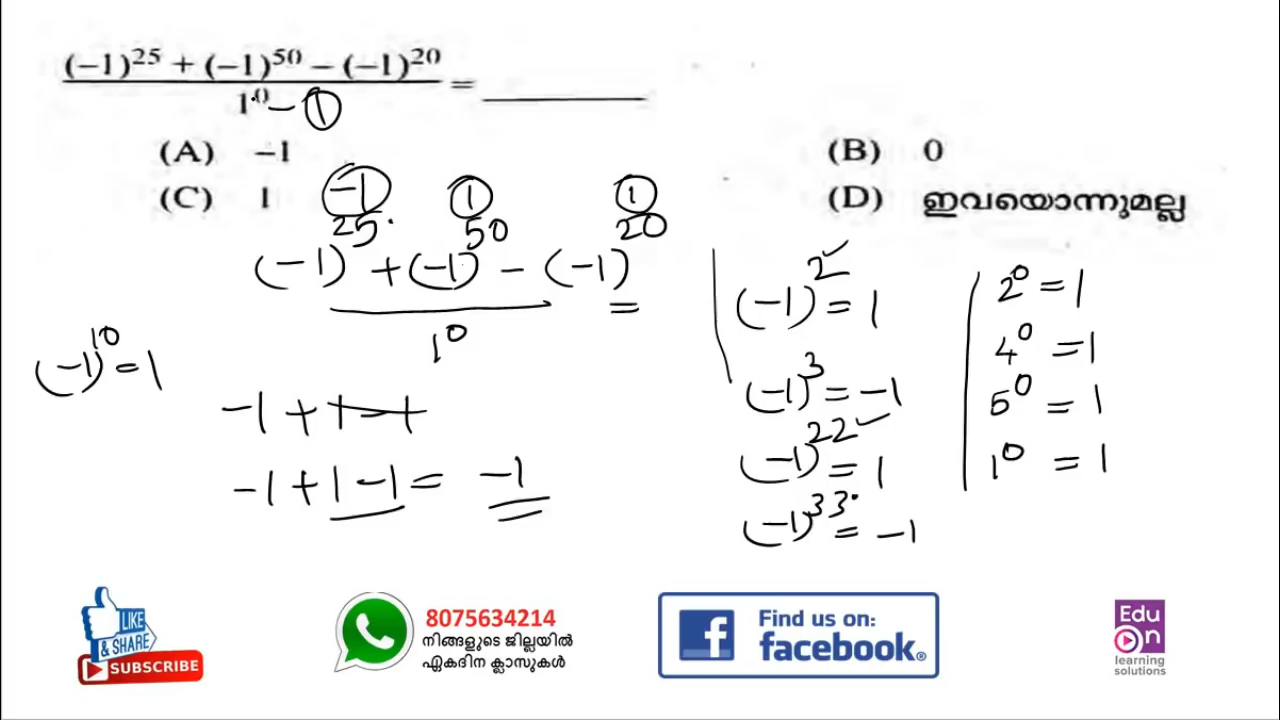 (−1)²⁵ + (−1)⁵⁰ − (−1)²⁰ = ________
1⁰ − 1
(A) −1
(B) 0
(C) 1
(D) ഇവയൊന്നുമല്ല
−1 1 1
(−1)²⁵ + (−1)⁵⁰ − (−1)²⁰
1⁰
(−1)¹⁰ = 1
−1 + 1 − 1
−1 + 1 − 1 = −1
(−1)² = 1
(−1)³ = −1
(−1)²² = 1
(−1)³³ = −1
2⁰ = 1
4⁰ = 1
5⁰ = 1
1⁰ = 1
LIKE
& SHARE
SUBSCRIBE
8075634214
നിങ്ങളുടെ ജില്ലയിൽ
ഏകദിന ക്ലാസുകൾ
f
Find us on:
facebook®
Edu
On
learning
solutions